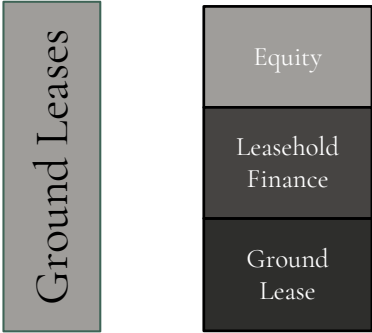 Ground Leases
Equity
Leasehold
Finance
Ground
Lease